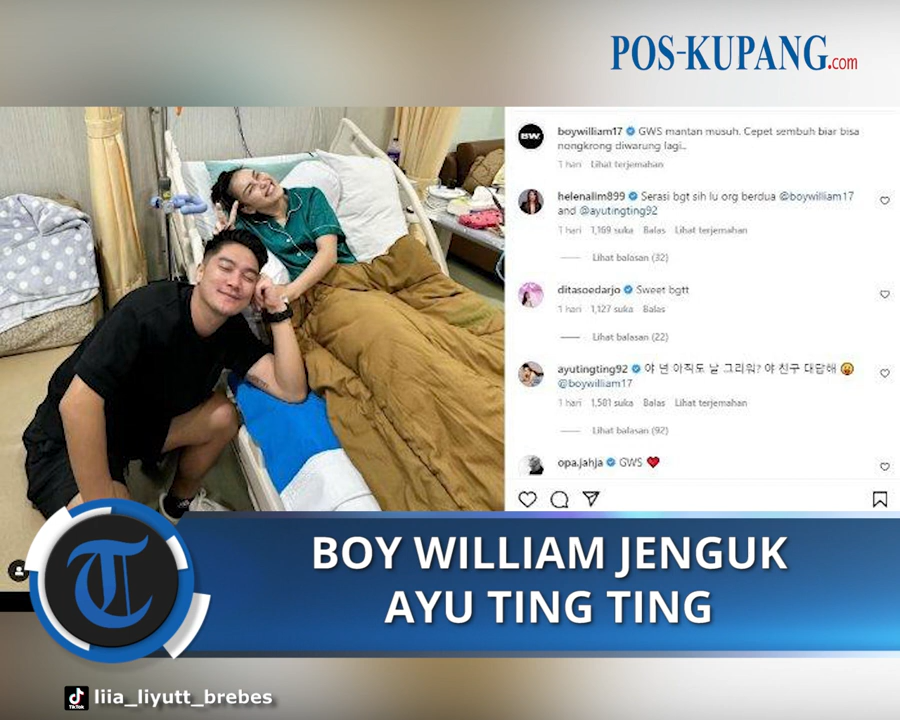 POS-KUPANG.com
BW.
boywilliam17 GWS mantan musuh. Cepet sembuh biar bisa
nongkrong diwarung lagi..
1 hari Lihat terjemahan
helenalim899 Serasi bgt sih lu org berdua @boywilliam17
and @ayutingting92
1 hari 1,169 suka Balas Lihat terjemahan
Lihat balasan (32)
ditasoedarjo Sweet bgtt
1 hari 1,127 suka Balas
Lihat balasan (22)
ayutingting92 야 넌 아직도 날 그리워? 야 친구 대답해 😜
@boywilliam17
1 hari 1,581 suka Balas Lihat terjemahan
Lihat balasan (92)
opa.jahja GWS ❤️
T
BOY WILLIAM JENGUK
AYU TING TING
TikTok liia_liyutt_brebes